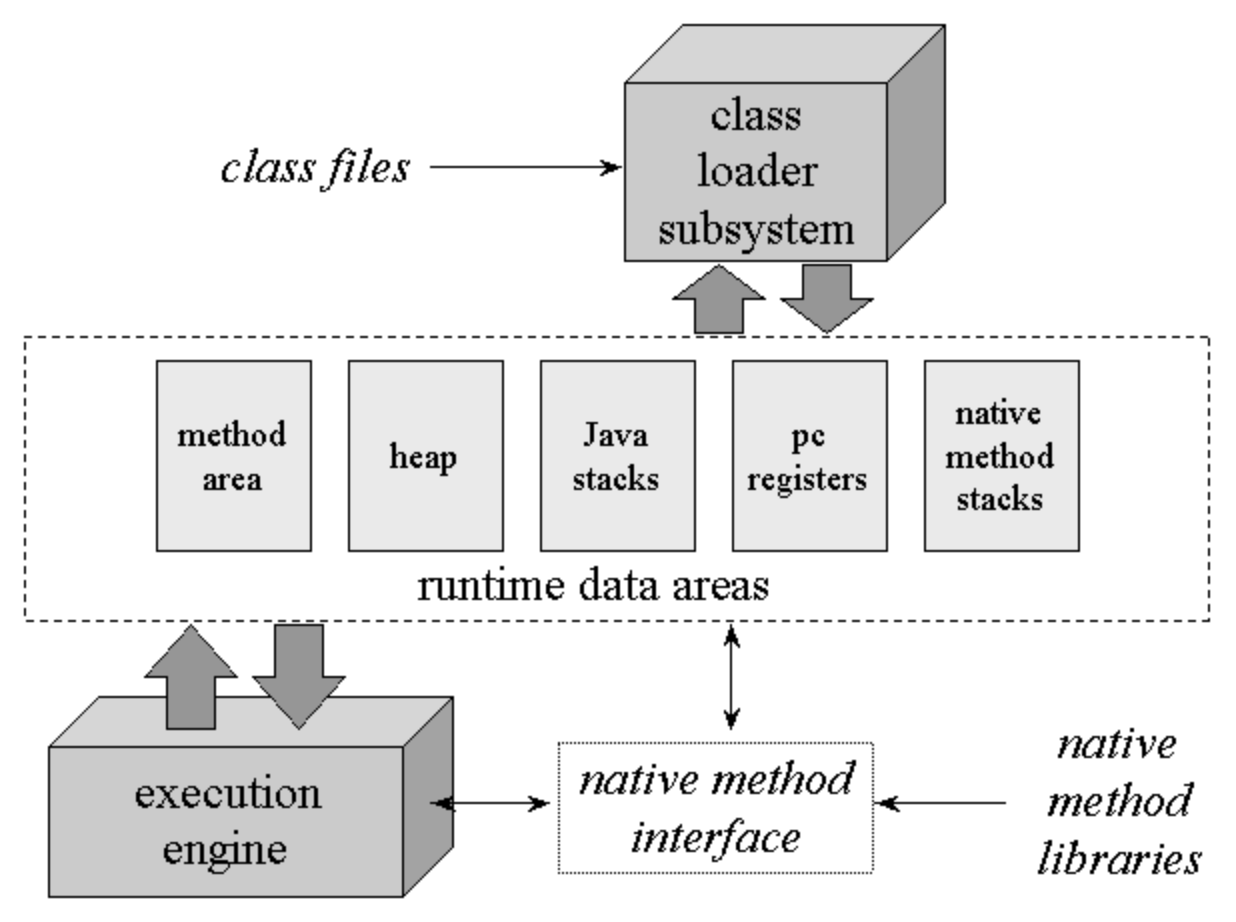 class
loader
subsystem
class files
method
area
heap
Java
stacks
pc
registers
native
method
stacks
runtime data areas
execution
engine
native method
interface
native
method
libraries